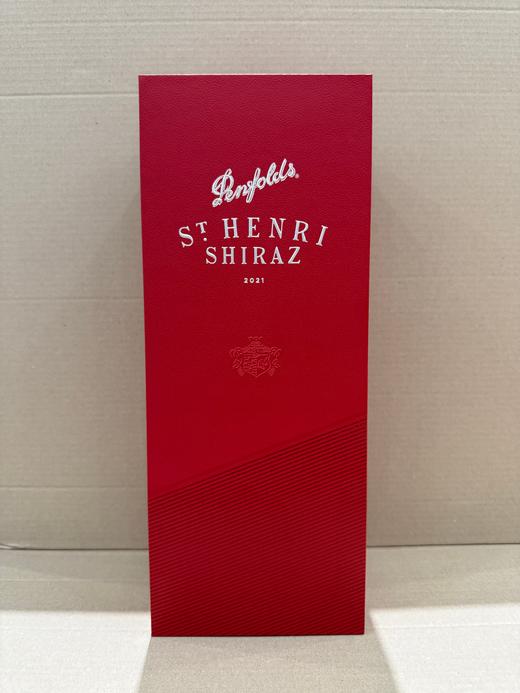 Penfolds®
ST. HENRI
SHIRAZ
2021